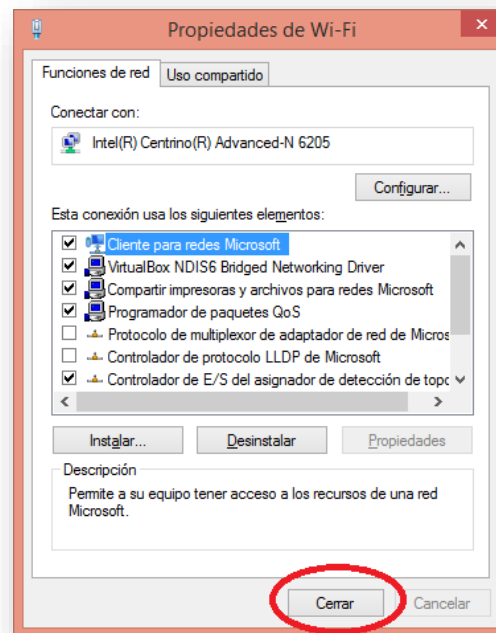 Propiedades de Wi-Fi
Funciones de red
Uso compartido
Conectar con:
Intel(R) Centrino(R) Advanced-N 6205
Configurar...
Esta conexión usa los siguientes elementos:
Cliente para redes Microsoft
VirtualBox NDIS6 Bridged Networking Driver
Compartir impresoras y archivos para redes Microsoft
Programador de paquetes QoS
Protocolo de multiplexor de adaptador de red de Micros
Controlador de protocolo LLDP de Microsoft
Controlador de E/S del asignador de detección de topo
Instalar...
Desinstalar
Propiedades
Descripción
Permite a su equipo tener acceso a los recursos de una red
Microsoft.
Cerrar
Cancelar